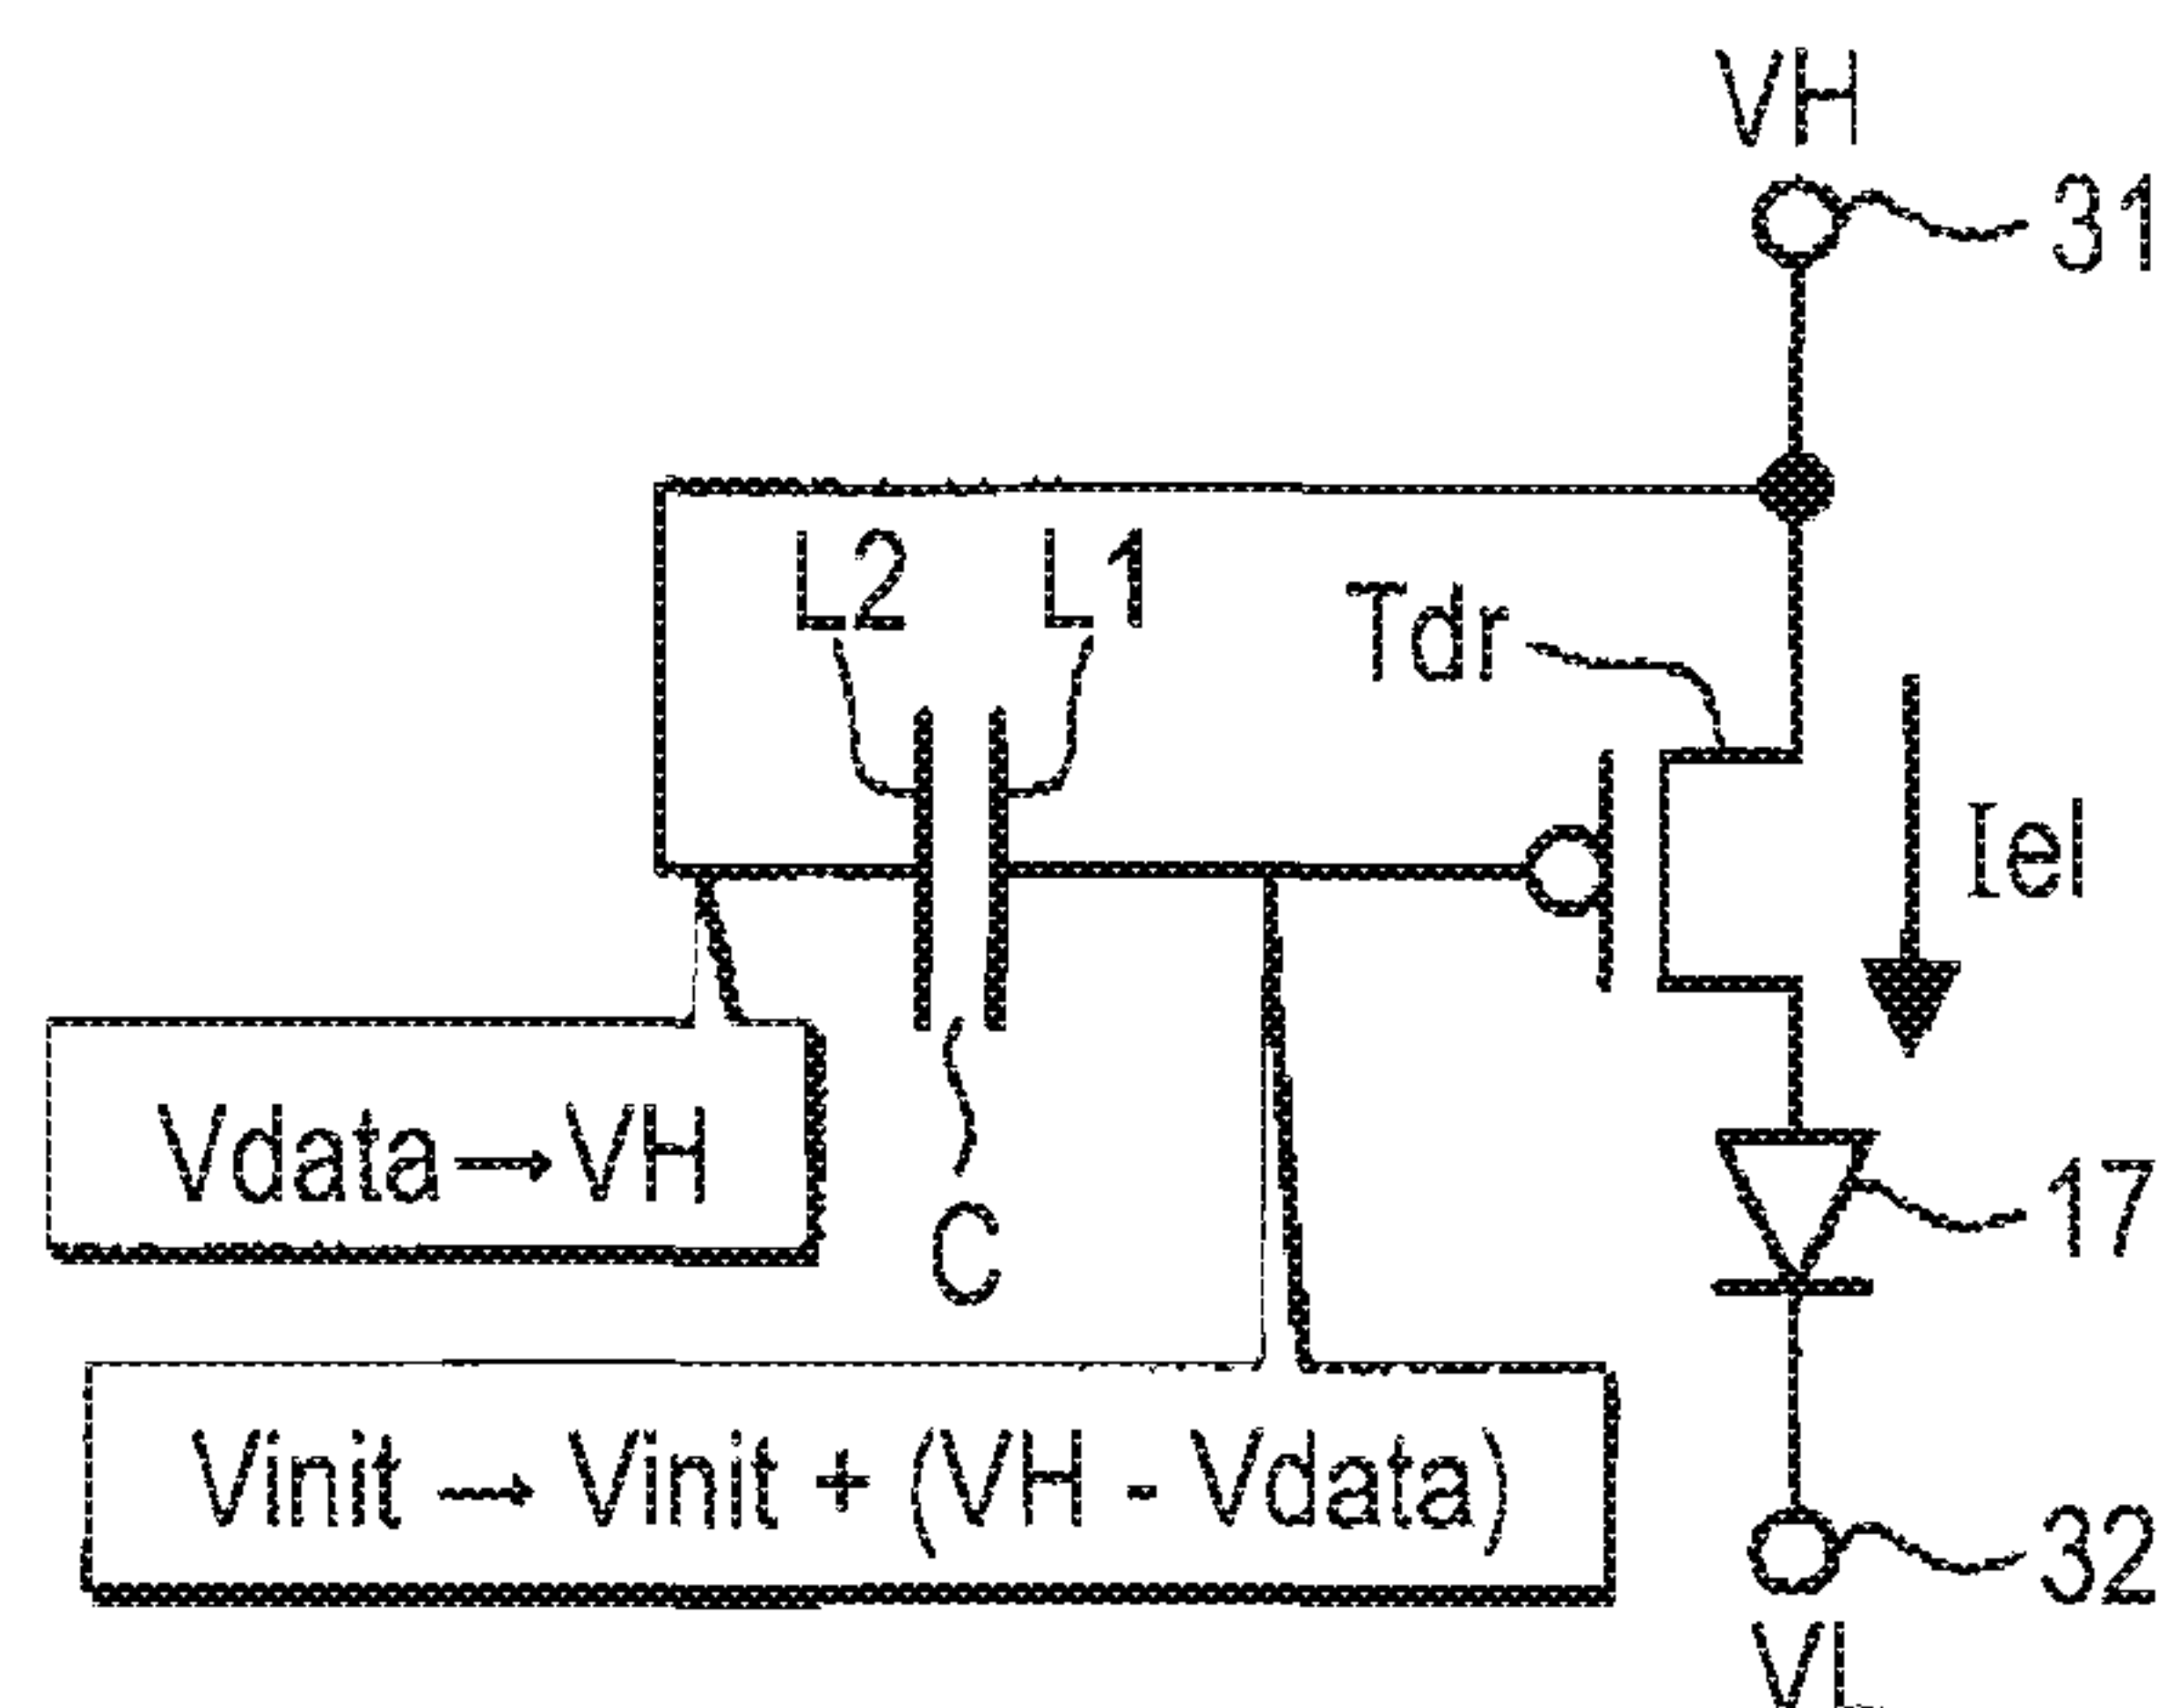 VH
31
L2
L1
Tdr
Iel
Vdata→VH
C
17
Vinit → Vinit + (VH - Vdata)
32
VL